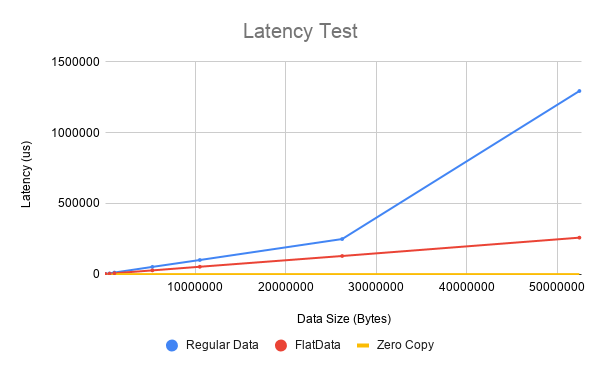 Latency Test
Latency (us)
1500000
1000000
500000
0
10000000 20000000 30000000 40000000 50000000
Data Size (Bytes)
Regular Data FlatData Zero Copy